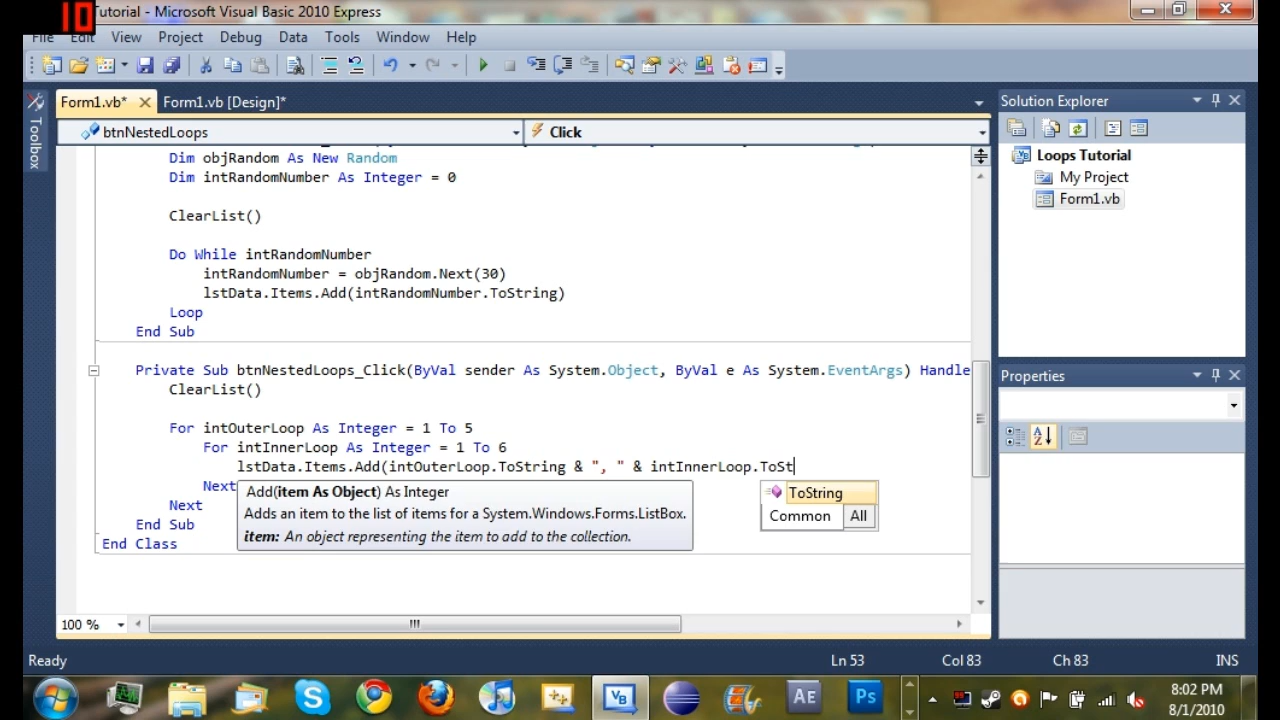 10
Tutorial - Microsoft Visual Basic 2010 Express
File Edit View Project Debug Data Tools Window Help
Form1.vb* Form1.vb [Design]*
Toolbox
btnNestedLoops Click
Dim objRandom As New Random
Dim intRandomNumber As Integer = 0
ClearList()
Do While intRandomNumber
intRandomNumber = objRandom.Next(30)
lstData.Items.Add(intRandomNumber.ToString)
Loop
End Sub
Private Sub btnNestedLoops_Click(ByVal sender As System.Object, ByVal e As System.EventArgs) Handle
ClearList()
For intOuterLoop As Integer = 1 To 5
For intInnerLoop As Integer = 1 To 6
lstData.Items.Add(intOuterLoop.ToString & ", " & intInnerLoop.ToSt
Next
Add(item As Object) As Integer
Adds an item to the list of items for a System.Windows.Forms.ListBox.
item: An object representing the item to add to the collection.
ToString
Common All
Next
End Sub
End Class
100 %
Solution Explorer
Loops Tutorial
My Project
Form1.vb
Properties
Ready Ln 53 Col 83 Ch 83 INS
VB AE Ps
8:02 PM
8/1/2010